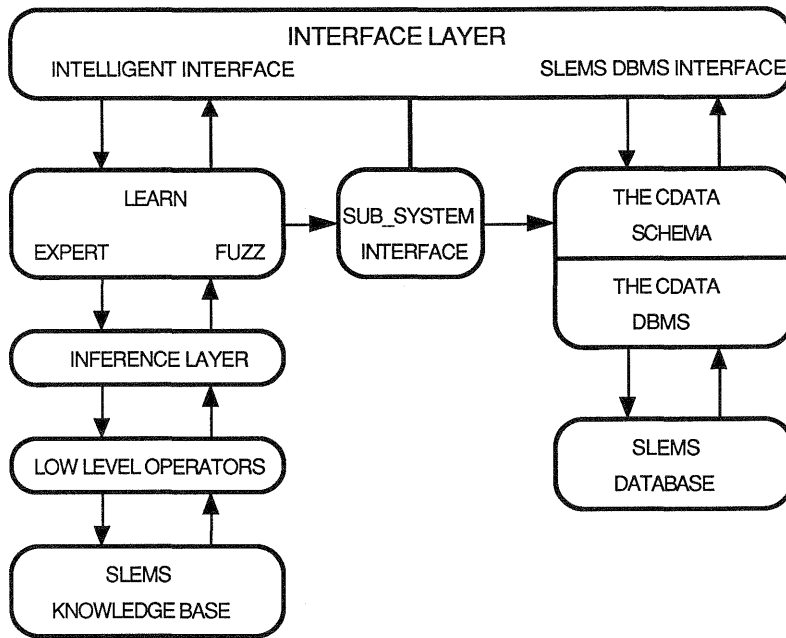 INTERFACE LAYER
INTELLIGENT INTERFACE
SLEMS DBMS INTERFACE
LEARN
EXPERT
FUZZ
SUB_SYSTEM
INTERFACE
THE CDATA
SCHEMA
THE CDATA
DBMS
INFERENCE LAYER
LOW LEVEL OPERATORS
SLEMS
DATABASE
SLEMS
KNOWLEDGE BASE